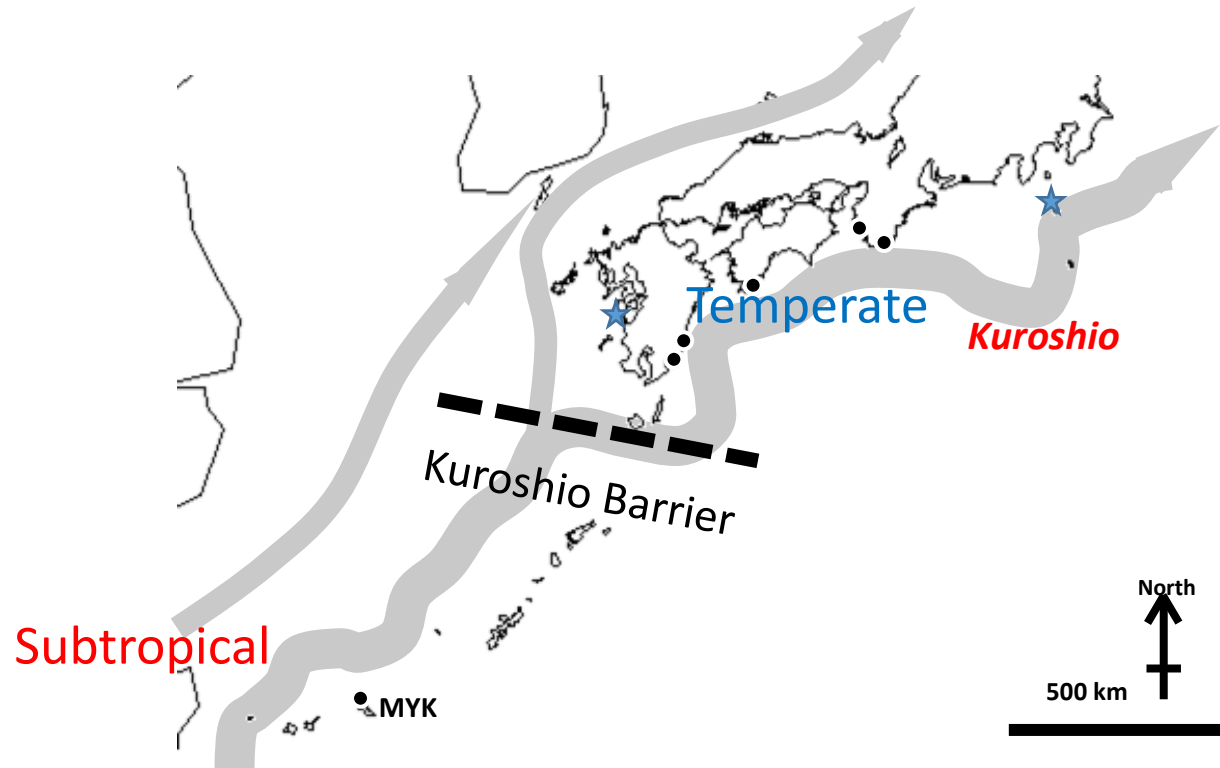 Temperate
Kuroshio
Kuroshio Barrier
North
Subtropical
500 km
MYK